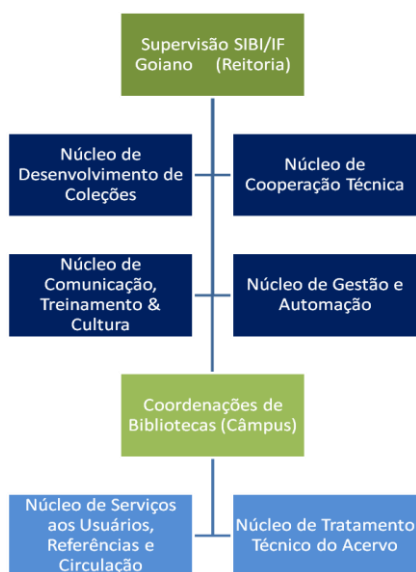 Supervisão SIBI/IF
Goiano (Reitoria)
Núcleo de
Desenvolvimento de
Coleções
Núcleo de
Cooperação Técnica
Núcleo de
Comunicação,
Treinamento &
Cultura
Núcleo de Gestão e
Automação
Coordenações de
Bibliotecas (Câmpus)
Núcleo de Serviços
aos Usuários,
Referências e
Circulação
Núcleo de Tratamento
Técnico do Acervo